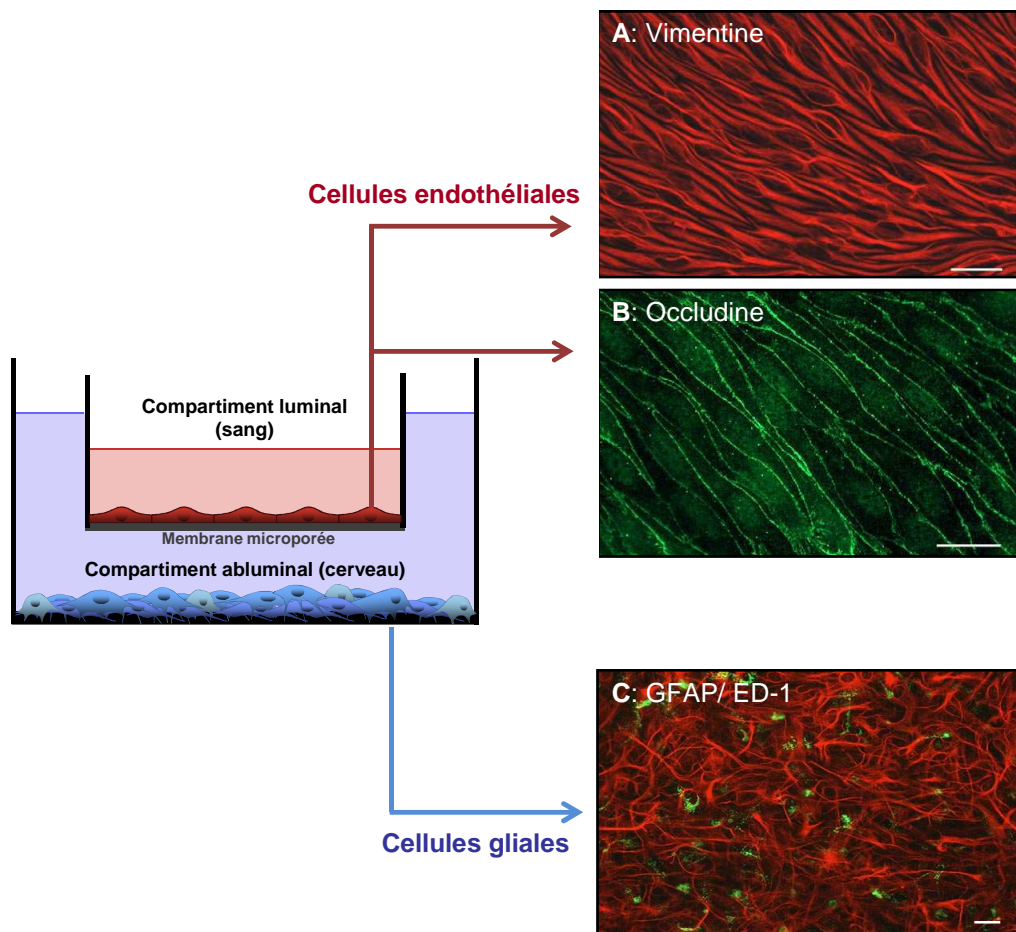 A: Vimentine
Cellules endothéliales
B: Occludine
Compartiment luminal
(sang)
Membrane microporée
Compartiment abluminal (cerveau)
C: GFAP/ ED-1
Cellules gliales